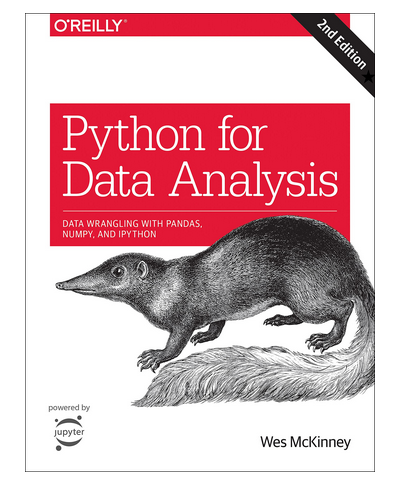 O'REILLY®
2nd Edition
Python for
Data Analysis
DATA WRANGLING WITH PANDAS,
NUMPY, AND IPYTHON
powered by
jupyter
Wes McKinney